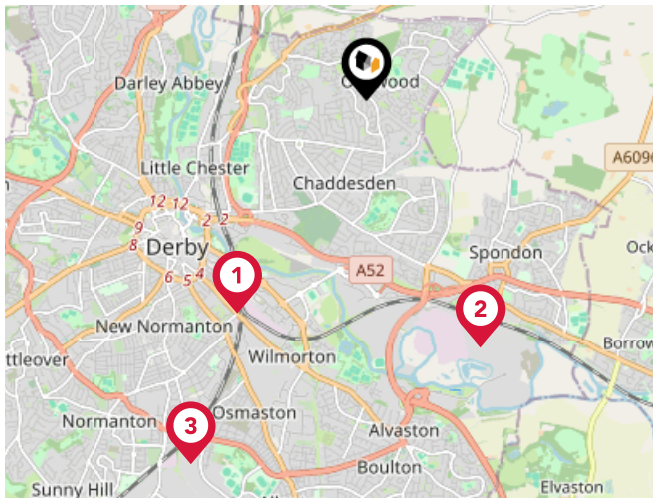 Darley Abbey
wood
A6096
Little Chester
Chaddesden
12 12
2 2
9
8
Derby
Spondon
Ock
A52
6 5 4
1
2
New Normanton
ttleover
Wilmorton
Borrow
3
Normanton
Osmaston
Alvaston
Boulton
Sunny Hill
Elvaston